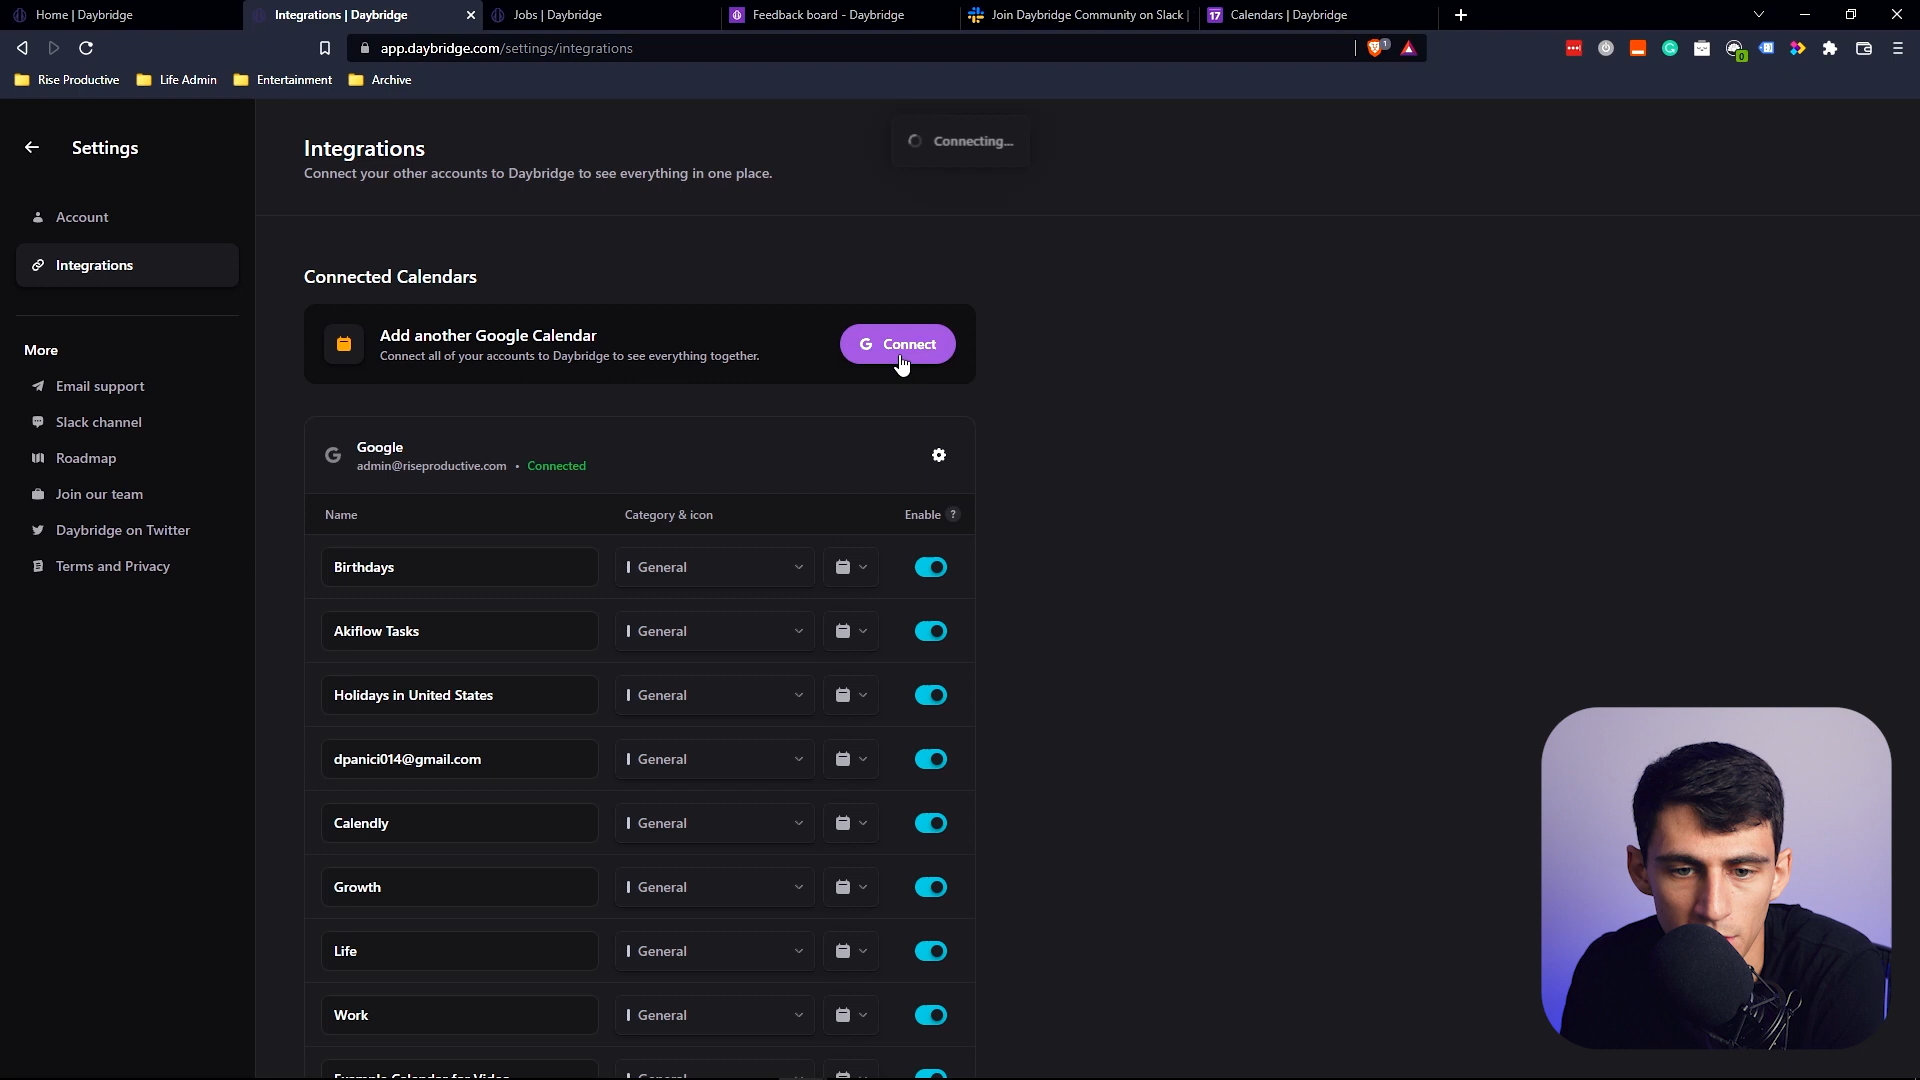 Home | Daybridge
Integrations | Daybridge
Jobs | Daybridge
Feedback board - Daybridge
Join Daybridge Community on Slack |
17 Calendars | Daybridge
app.daybridge.com/settings/integrations
1
0
Rise Productive
Life Admin
Entertainment
Archive
Settings
Account
Integrations
More
Email support
Slack channel
Roadmap
Join our team
Daybridge on Twitter
Terms and Privacy
Integrations
Connect your other accounts to Daybridge to see everything in one place.
Connecting...
Connected Calendars
Add another Google Calendar
Connect all of your accounts to Daybridge to see everything together.
G Connect
G Google
admin@riseproductive.com • Connected
Name Category & icon Enable ?
Birthdays General
Akiflow Tasks General
Holidays in United States General
dpanici014@gmail.com General
Calendly General
Growth General
Life General
Work General
Example Calendar for Video General